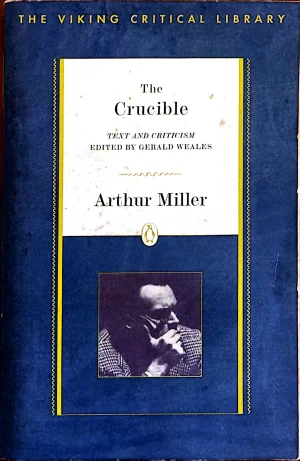 THE VIKING CRITICAL LIBRARY
The
Crucible
TEXT AND CRITICISM
EDITED BY GERALD WEALES
Arthur Miller